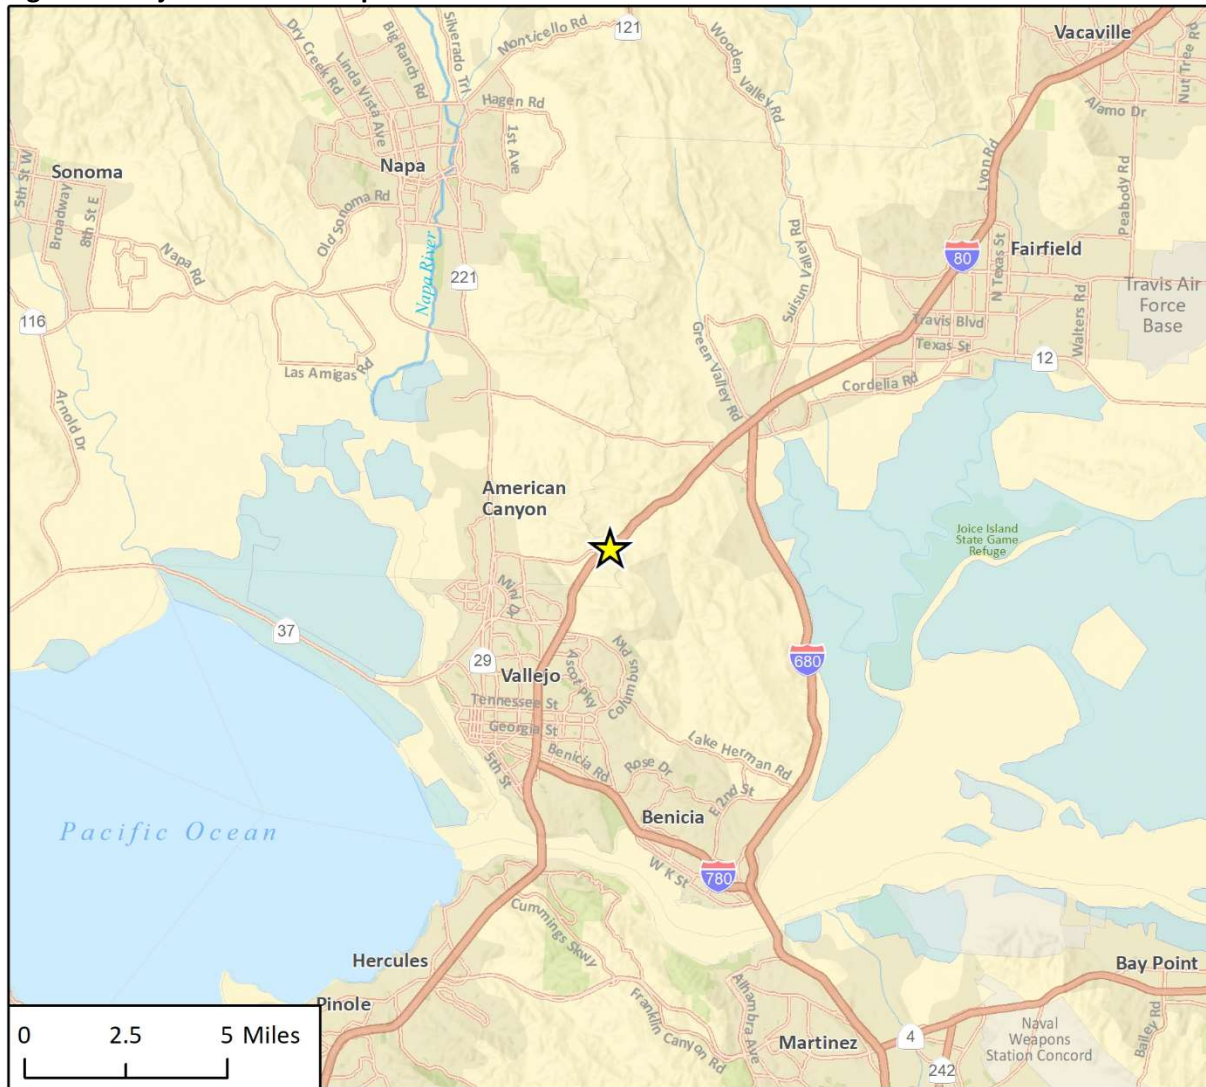 Vacaville
121
Monticello Rd
Silverado Trl
Big Ranch Rd
Dry Creek Rd
Linda Vista Ave
Wooden Valley Rd
Nut Tree Rd
Alamo Dr
Hagen Rd
1st Ave
Lyon Rd
Peabody Rd
5th St W
Sonoma
Napa
Broadway
8th St E
Old Sonoma Rd
Napa Rd
Napa River
221
Suisun Valley Rd
80
Fairfield
N Texas St
Travis Air
Force
Base
Walters Rd
116
Travis Blvd
Texas St
12
Green Valley Rd
Las Amigas Rd
Cordelia Rd
Arnold Dr
American
Canyon
Joice Island
State Game
Refuge
Mini Dr
37
29
Vallejo
Ascot Pky
Columbus Pky
680
Tennessee St
Georgia St
5th St
Benicia Rd
Rose Dr
Lake Herman Rd
E 2nd St
Benicia
Pacific Ocean
W K St
780
Cummings Skwy
Hercules
Bay Point
Pinole
Franklin Canyon Rd
Alhambra Ave
Martinez
4
242
Naval
Weapons
Station Concord
Bailey Rd
0 2.5 5 Miles